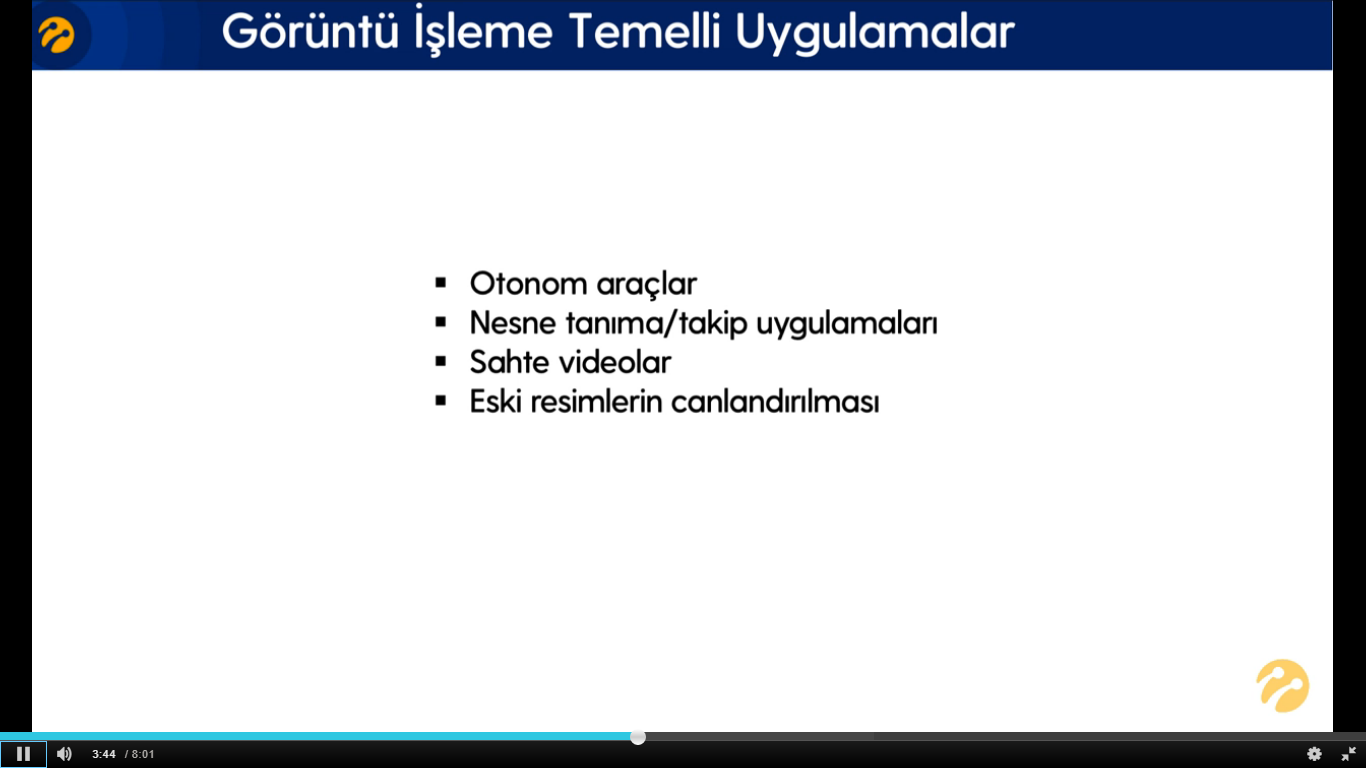 Görüntü İşleme Temelli Uygulamalar
▪ Otonom araçlar
▪ Nesne tanıma/takip uygulamaları
▪ Sahte videolar
▪ Eski resimlerin canlandırılması
3:44 / 8:01